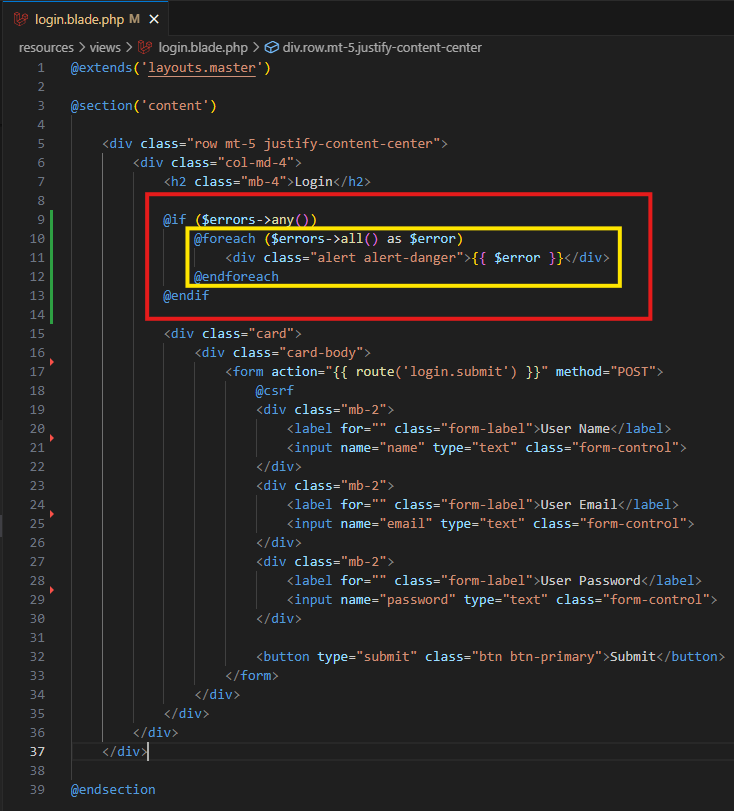 login.blade.php M ×
resources > views > login.blade.php > div.row.mt-5.justify-content-center
1 @extends('layouts.master')
2
3 @section('content')
4
5 <div class="row mt-5 justify-content-center">
6 <div class="col-md-4">
7 <h2 class="mb-4">Login</h2>
8
9 @if ($errors->any())
10 @foreach ($errors->all() as $error)
11 <div class="alert alert-danger">{{ $error }}</div>
12 @endforeach
13 @endif
14
15 <div class="card">
16 <div class="card-body">
17 <form action="{{ route('login.submit') }}" method="POST">
18 @csrf
19 <div class="mb-2">
20 <label for="" class="form-label">User Name</label>
21 <input name="name" type="text" class="form-control">
22 </div>
23 <div class="mb-2">
24 <label for="" class="form-label">User Email</label>
25 <input name="email" type="text" class="form-control">
26 </div>
27 <div class="mb-2">
28 <label for="" class="form-label">User Password</label>
29 <input name="password" type="text" class="form-control">
30 </div>
31
32 <button type="submit" class="btn btn-primary">Submit</button>
33 </form>
34 </div>
35 </div>
36 </div>
37 </div>
38
39 @endsection